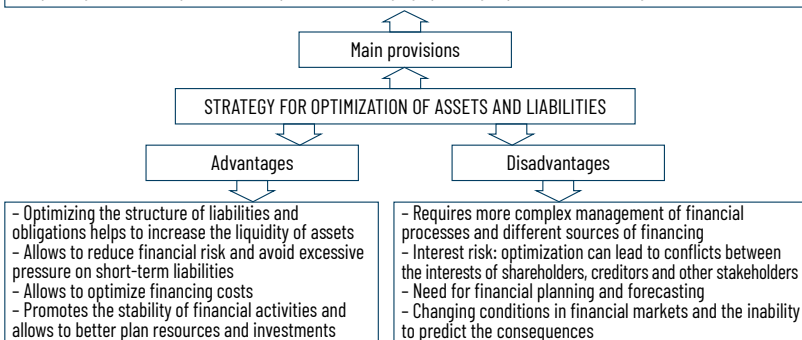 Main provisions
STRATEGY FOR OPTIMIZATION OF ASSETS AND LIABILITIES
Advantages
Disadvantages
– Optimizing the structure of liabilities and
obligations helps to increase the liquidity of assets
– Allows to reduce financial risk and avoid excessive
pressure on short-term liabilities
– Allows to optimize financing costs
– Promotes the stability of financial activities and
allows to better plan resources and investments
– Requires more complex management of financial
processes and different sources of financing
– Interest risk: optimization can lead to conflicts between
the interests of shareholders, creditors and other stakeholders
– Need for financial planning and forecasting
– Changing conditions in financial markets and the inability
to predict the consequences